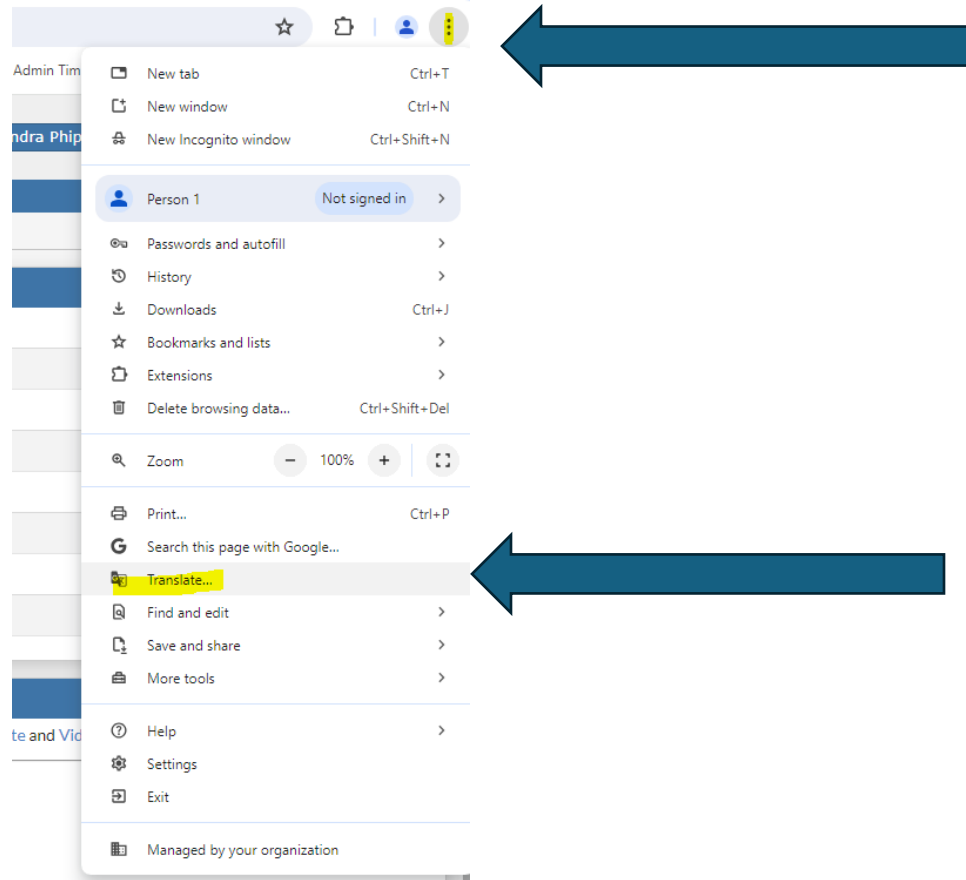 Admin Tim
New tab Ctrl+T
New window Ctrl+N
ndra Phip
New Incognito window Ctrl+Shift+N
Person 1 Not signed in
Passwords and autofill
History
Downloads Ctrl+J
Bookmarks and lists
Extensions
Delete browsing data... Ctrl+Shift+Del
Zoom − 100% +
Print... Ctrl+P
G Search this page with Google...
Translate...
Find and edit
Save and share
More tools
Help
te and Vid
Settings
Exit
Managed by your organization